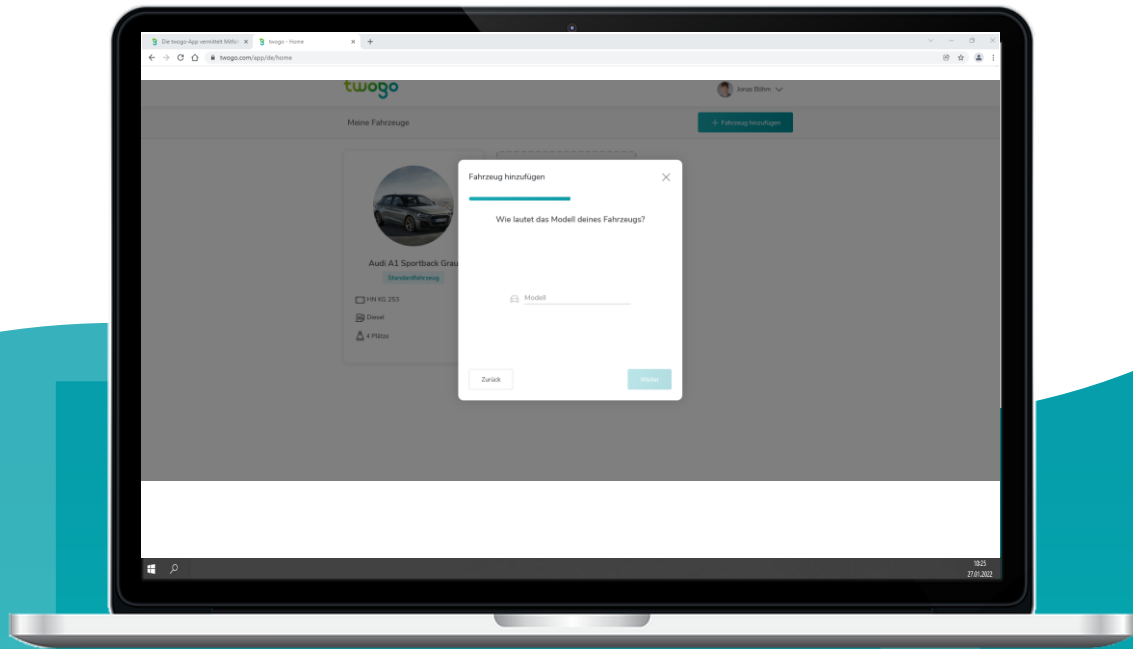 Die twogo-App vermittelt Mitfa
twogo - Home
twogo.com/app/de/home
twogo
Jonas Böhm
Meine Fahrzeuge
+ Fahrzeug hinzufügen
Fahrzeug hinzufügen
Wie lautet das Modell deines Fahrzeugs?
Audi A1 Sportback Grau
Standardfahrzeug
HN KG 253
Diesel
4 Plätze
Modell
Zurück
Weiter
10:25
27.01.2022